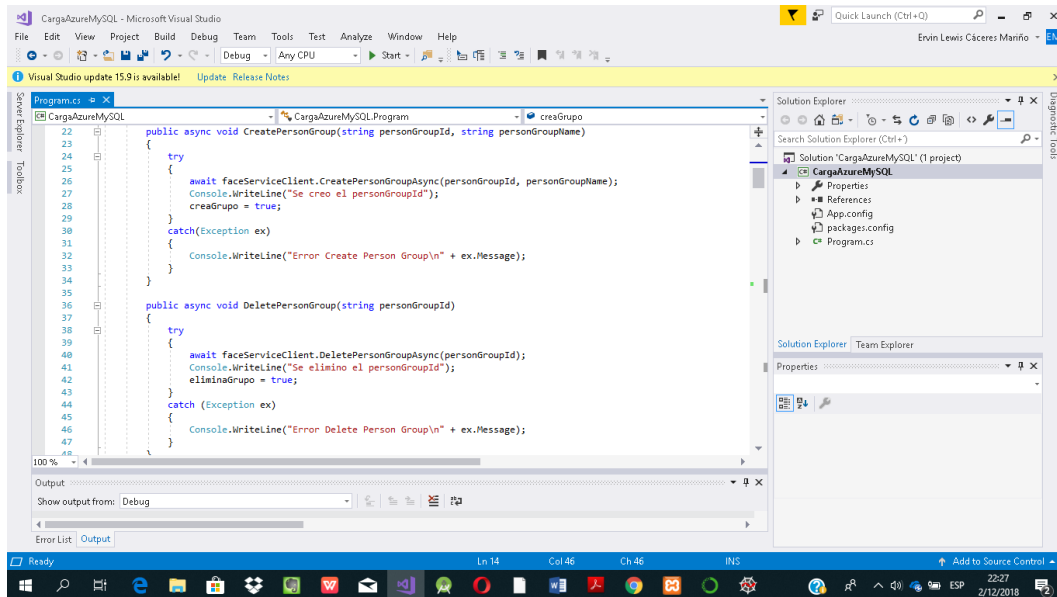 CargaAzureMySQL - Microsoft Visual Studio
Quick Launch (Ctrl+Q)
File Edit View Project Build Debug Team Tools Test Analyze Window Help
Ervin Lewis Cáceres Mariño
EM
Debug Any CPU Start
Visual Studio update 15.9 is available! Update Release Notes
Server Explorer
Toolbox
Program.cs
CargaAzureMySQL CargaAzureMySQL.Program creaGrupo
22 public async void CreatePersonGroup(string personGroupId, string personGroupName)
23 {
24 try
25 {
26 await faceServiceClient.CreatePersonGroupAsync(personGroupId, personGroupName);
27 Console.WriteLine("Se creo el personGroupId");
28 creaGrupo = true;
29 }
30 catch(Exception ex)
31 {
32 Console.WriteLine("Error Create Person Group\n" + ex.Message);
33 }
34 }
35
36 public async void DeletePersonGroup(string personGroupId)
37 {
38 try
39 {
40 await faceServiceClient.DeletePersonGroupAsync(personGroupId);
41 Console.WriteLine("Se elimino el personGroupId");
42 eliminaGrupo = true;
43 }
44 catch (Exception ex)
45 {
46 Console.WriteLine("Error Delete Person Group\n" + ex.Message);
47 }
48 }
100 %
Output
Show output from: Debug
Error List Output
Solution Explorer
Search Solution Explorer (Ctrl+')
Solution 'CargaAzureMySQL' (1 project)
C# CargaAzureMySQL
Properties
References
App.config
packages.config
C# Program.cs
Solution Explorer Team Explorer
Properties
Diagnostic Tools
Ready Ln 14 Col 46 Ch 46 INS Add to Source Control
ESP 22:27
2/12/2018